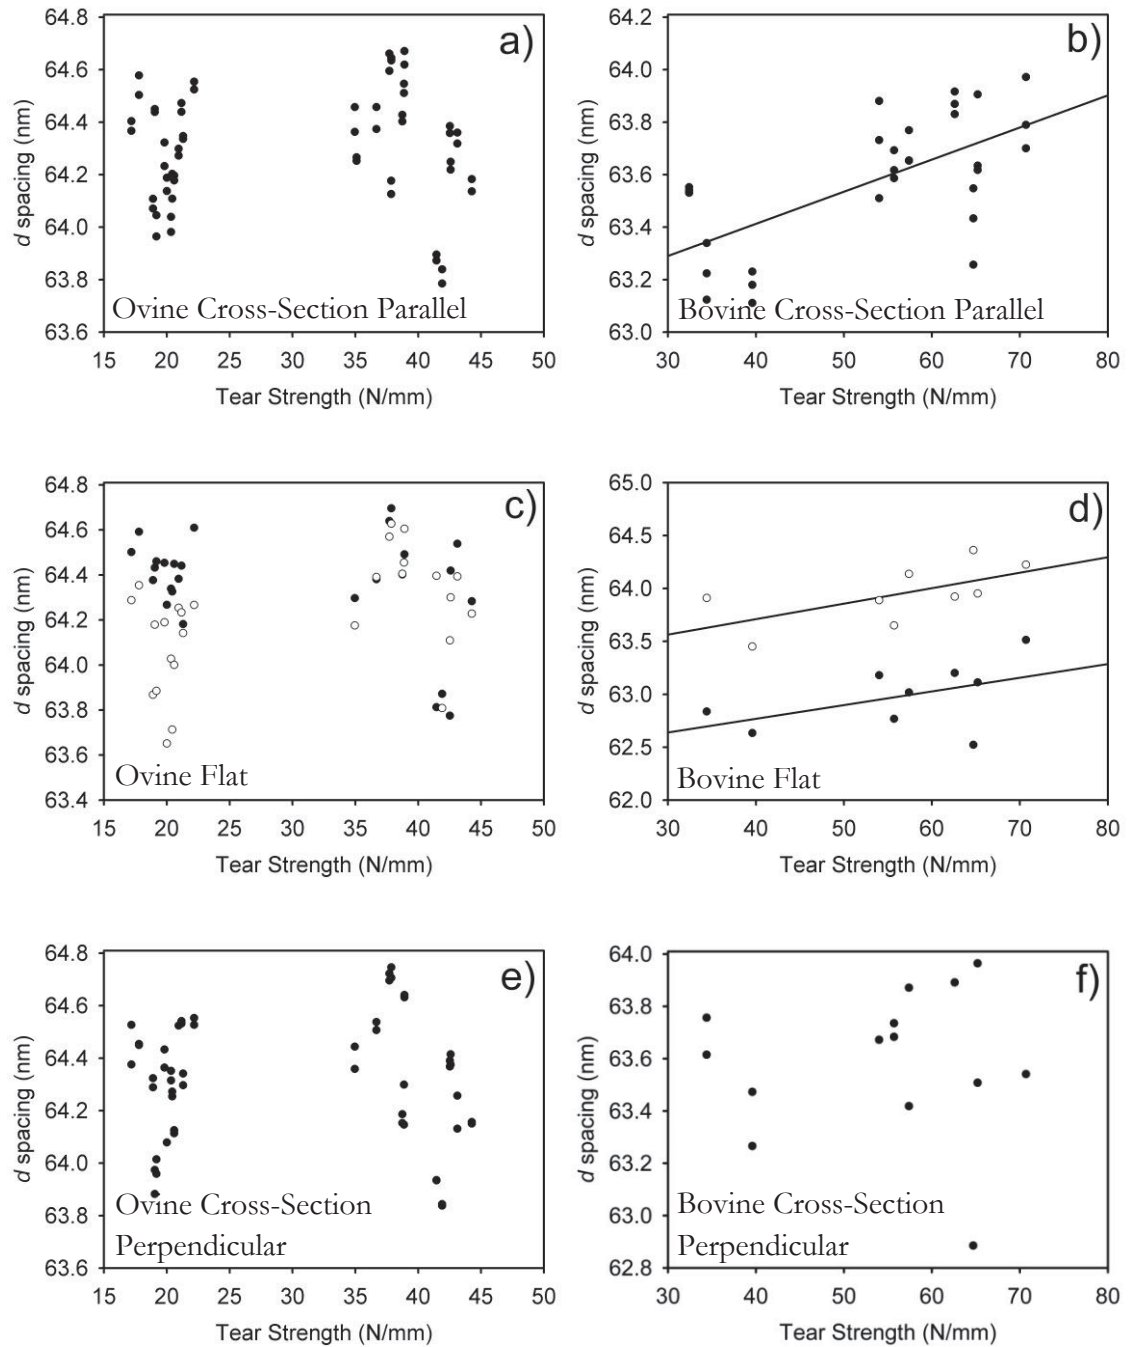 a)
64.8
64.6
64.4
64.2
64.0
63.8
63.6
d spacing (nm)
Ovine Cross-Section Parallel
15 20 25 30 35 40 45 50
Tear Strength (N/mm)
b)
64.2
64.0
63.8
63.6
63.4
63.2
63.0
d spacing (nm)
Bovine Cross-Section Parallel
30 40 50 60 70 80
Tear Strength (N/mm)
c)
64.8
64.6
64.4
64.2
64.0
63.8
63.6
63.4
d spacing (nm)
Ovine Flat
15 20 25 30 35 40 45 50
Tear Strength (N/mm)
d)
65.0
64.5
64.0
63.5
63.0
62.5
62.0
d spacing (nm)
Bovine Flat
30 40 50 60 70 80
Tear Strength (N/mm)
e)
64.8
64.6
64.4
64.2
64.0
63.8
63.6
d spacing (nm)
Ovine Cross-Section
Perpendicular
15 20 25 30 35 40 45 50
Tear Strength (N/mm)
f)
64.0
63.8
63.6
63.4
63.2
63.0
62.8
d spacing (nm)
Bovine Cross-Section
Perpendicular
30 40 50 60 70 80
Tear Strength (N/mm)